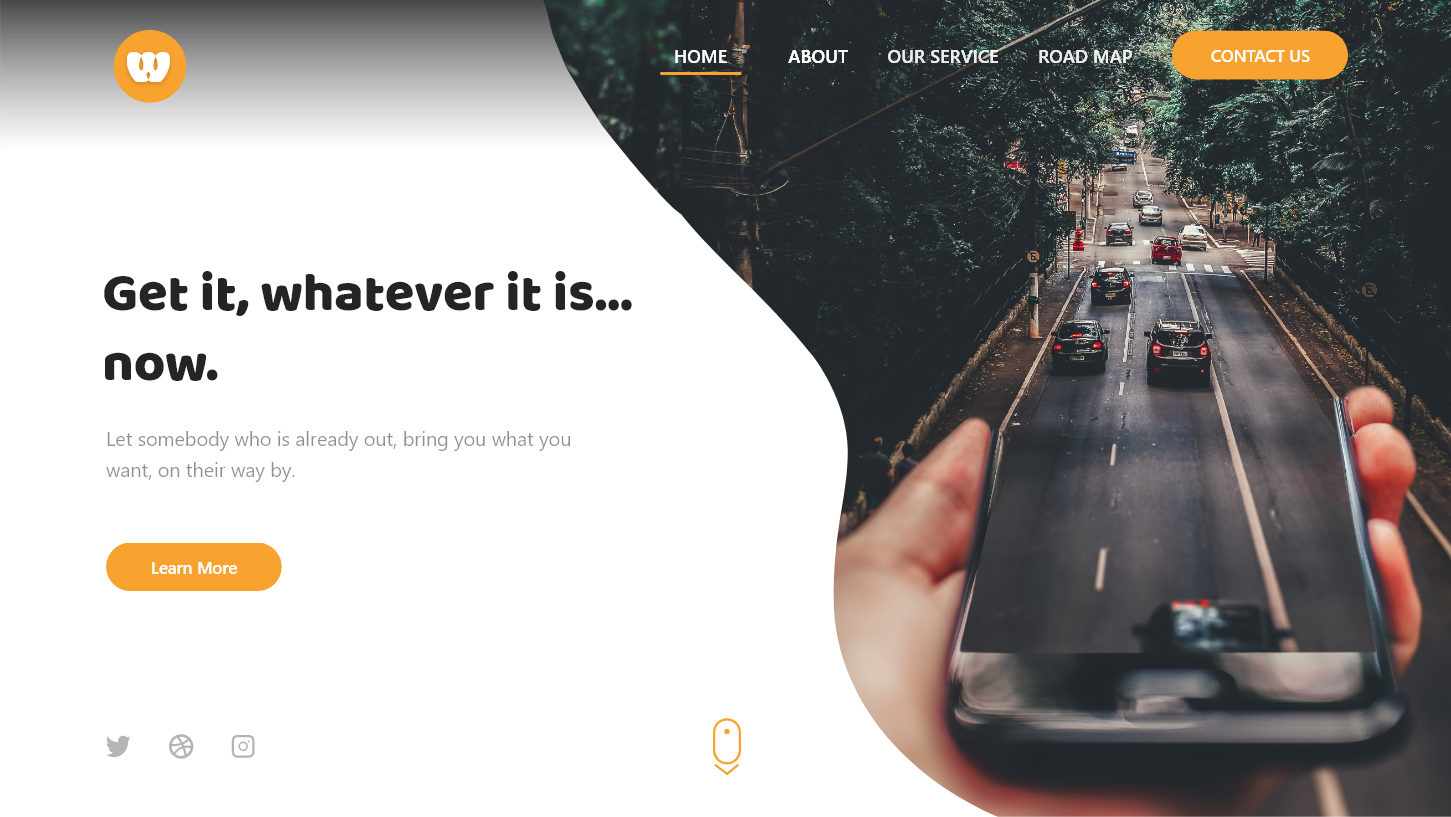 W
HOME
ABOUT
OUR SERVICE
ROAD MAP
CONTACT US
Get it, whatever it is...
now.
Let somebody who is already out, bring you what you
want, on their way by.
Learn More